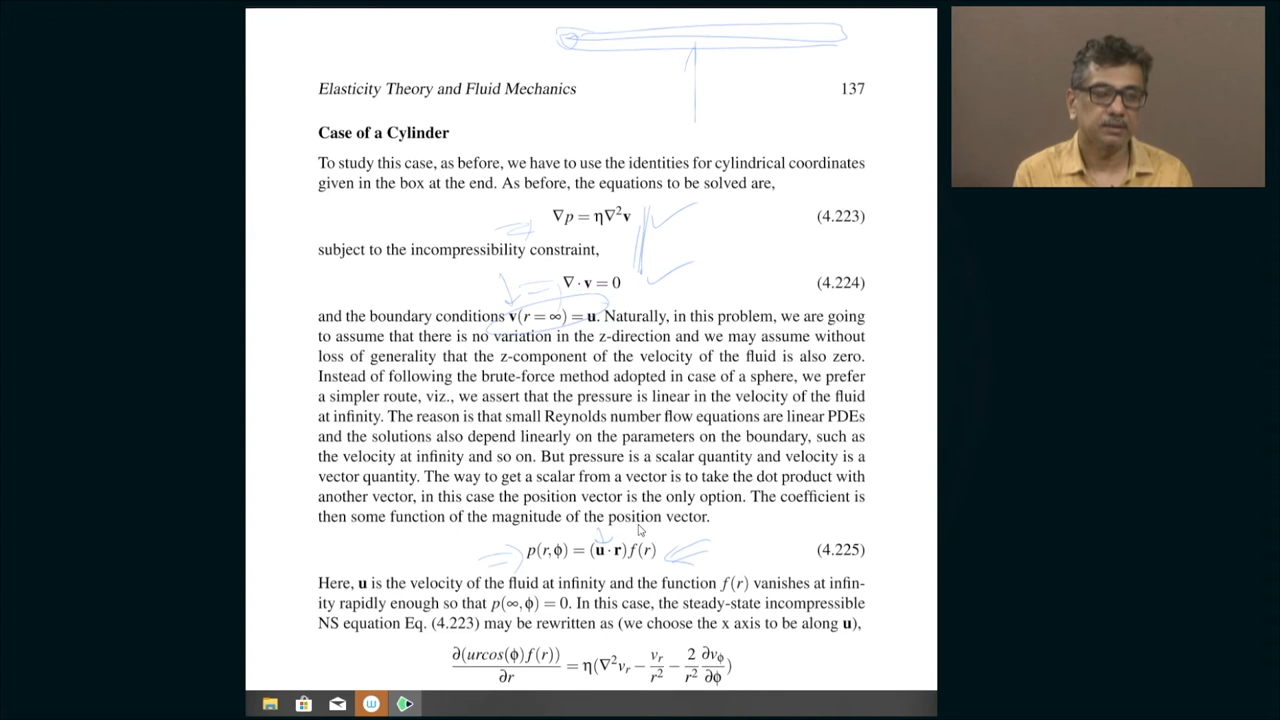 Elasticity Theory and Fluid Mechanics 137
Case of a Cylinder
To study this case, as before, we have to use the identities for cylindrical coordinates
given in the box at the end. As before, the equations to be solved are,
∇p = η∇²v (4.223)
subject to the incompressibility constraint,
∇ · v = 0 (4.224)
and the boundary conditions v(r = ∞) = u. Naturally, in this problem, we are going
to assume that there is no variation in the z-direction and we may assume without
loss of generality that the z-component of the velocity of the fluid is also zero.
Instead of following the brute-force method adopted in case of a sphere, we prefer
a simpler route, viz., we assert that the pressure is linear in the velocity of the fluid
at infinity. The reason is that small Reynolds number flow equations are linear PDEs
and the solutions also depend linearly on the parameters on the boundary, such as
the velocity at infinity and so on. But pressure is a scalar quantity and velocity is a
vector quantity. The way to get a scalar from a vector is to take the dot product with
another vector, in this case the position vector is the only option. The coefficient is
then some function of the magnitude of the position vector.
p(r,ϕ) = (u · r)f(r) (4.225)
Here, u is the velocity of the fluid at infinity and the function f(r) vanishes at infin-
ity rapidly enough so that p(∞,ϕ) = 0. In this case, the steady-state incompressible
NS equation Eq. (4.223) may be rewritten as (we choose the x axis to be along u),
∂(urcos(ϕ)f(r))/∂r = η(∇²v_r − v_r/r² − 2/r² ∂v_ϕ/∂ϕ)